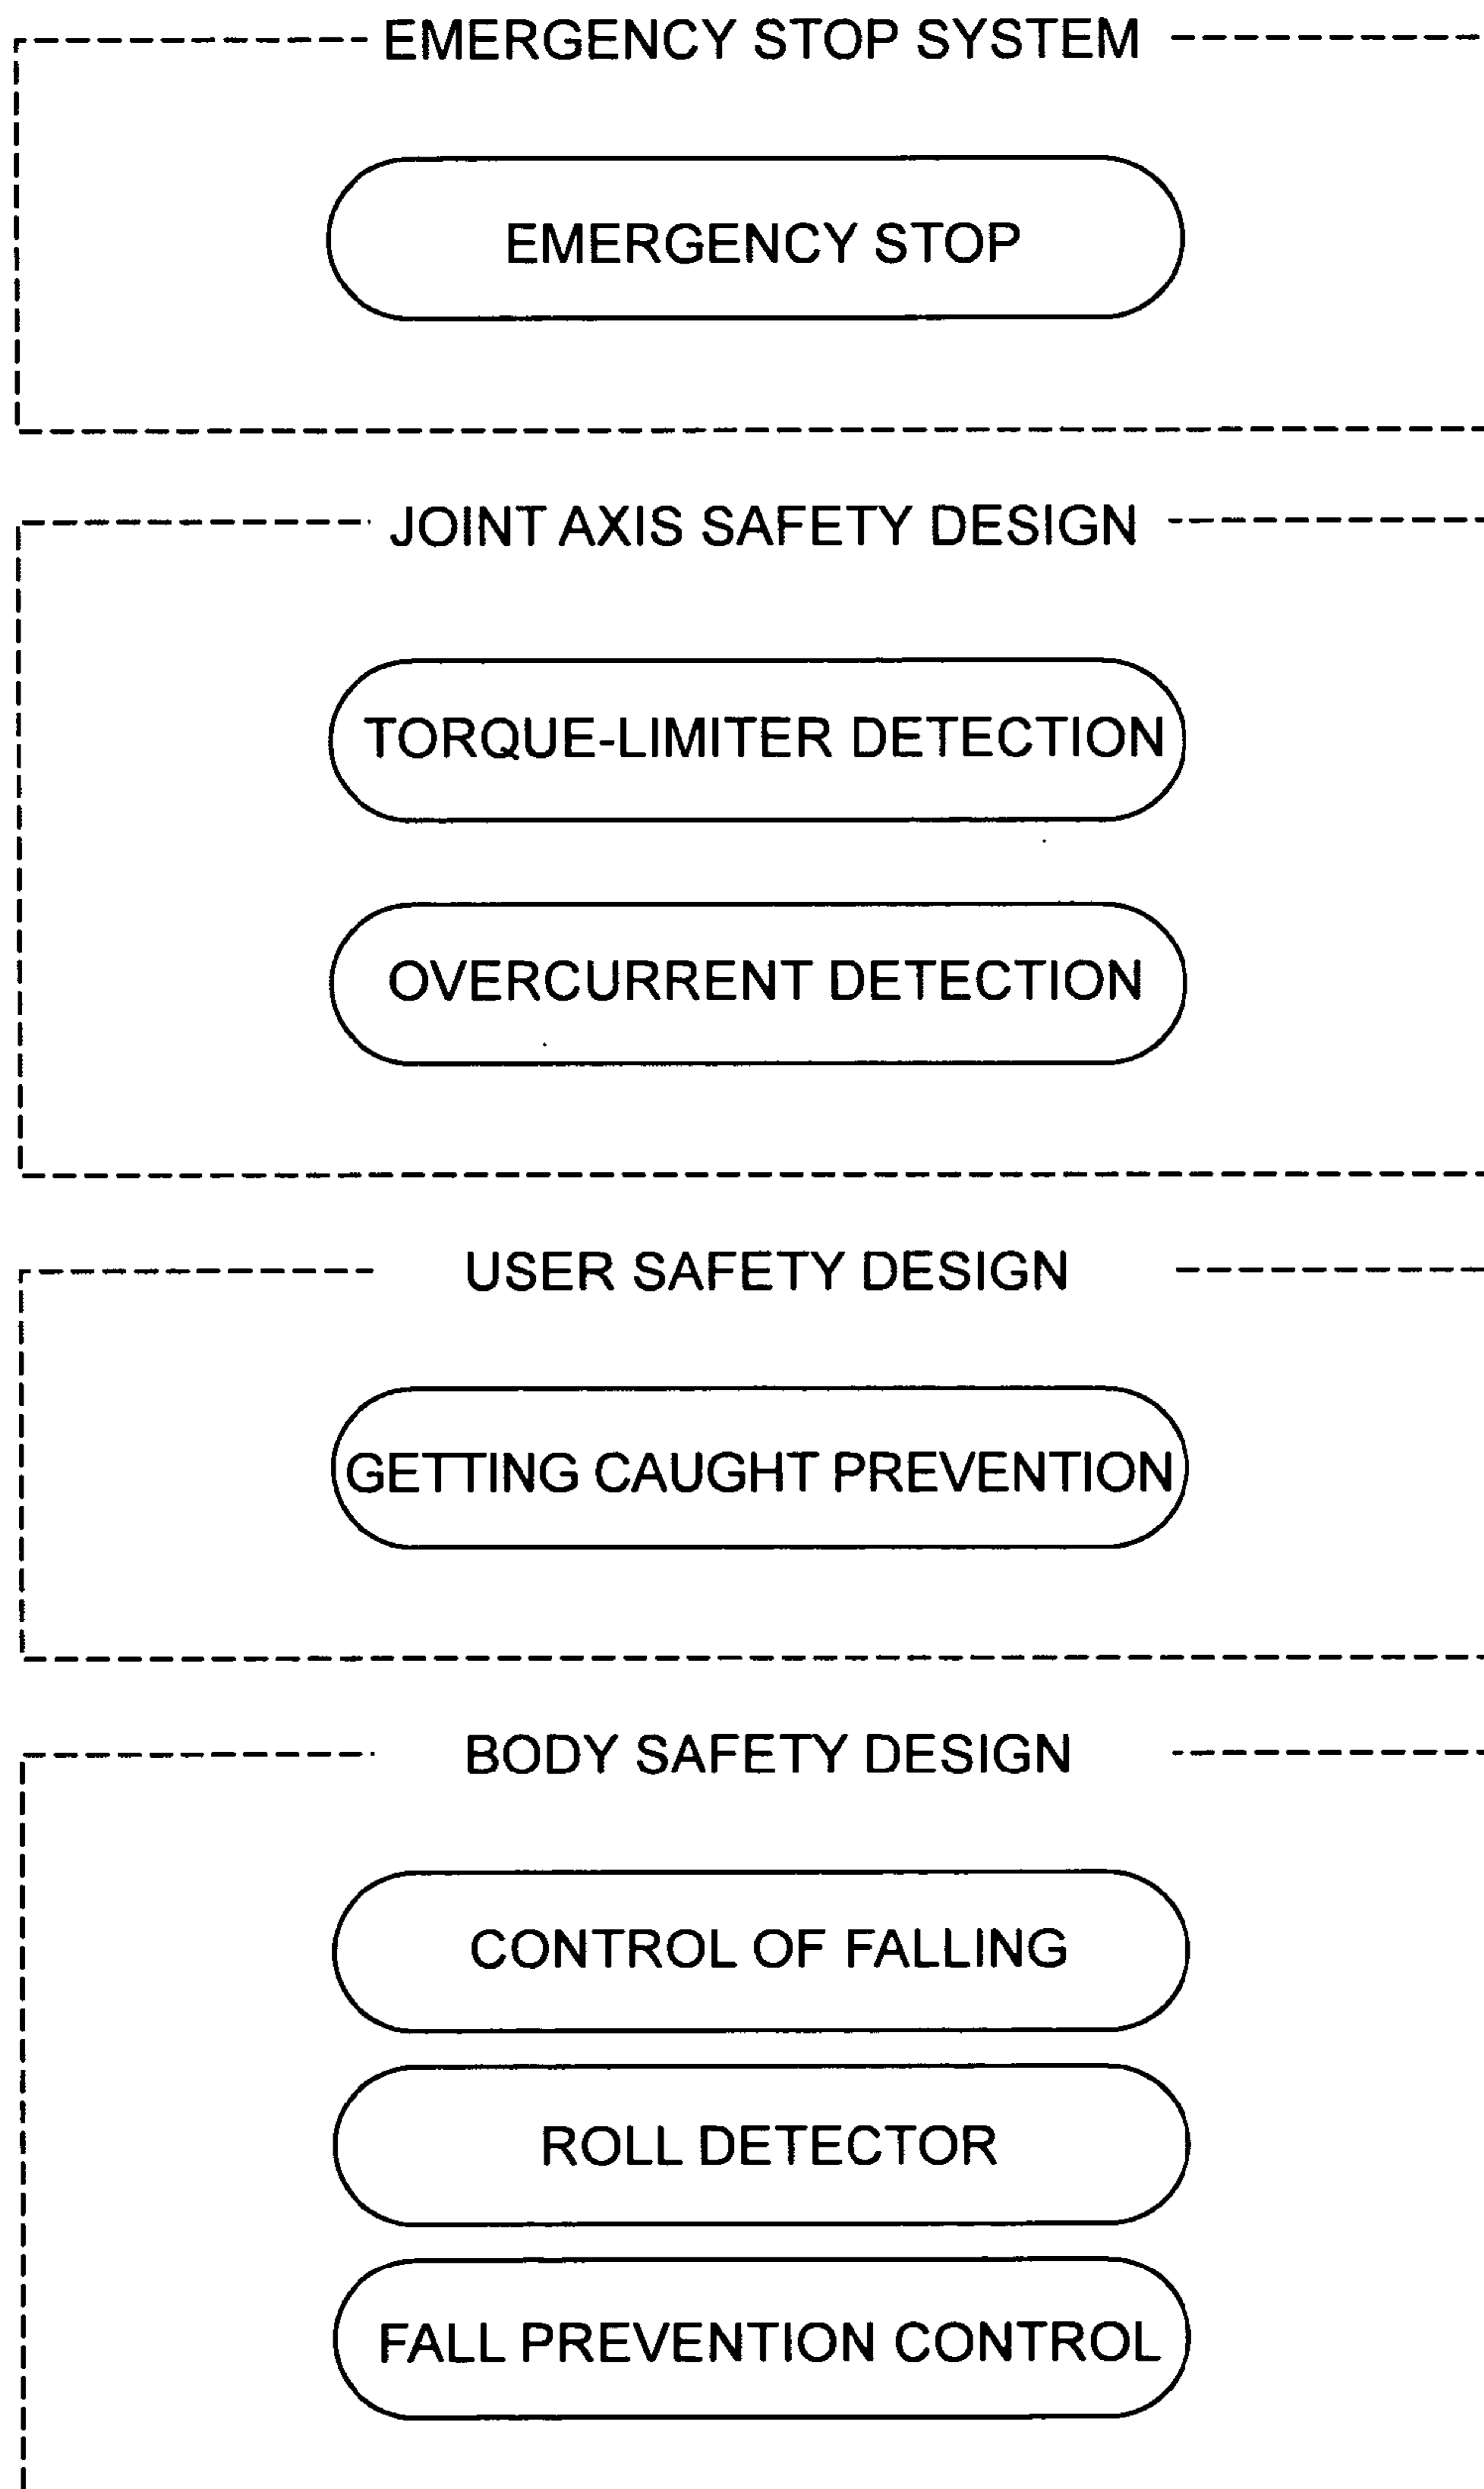 EMERGENCY STOP SYSTEM
EMERGENCY STOP
JOINT AXIS SAFETY DESIGN
TORQUE-LIMITER DETECTION
OVERCURRENT DETECTION
USER SAFETY DESIGN
GETTING CAUGHT PREVENTION
BODY SAFETY DESIGN
CONTROL OF FALLING
ROLL DETECTOR
FALL PREVENTION CONTROL